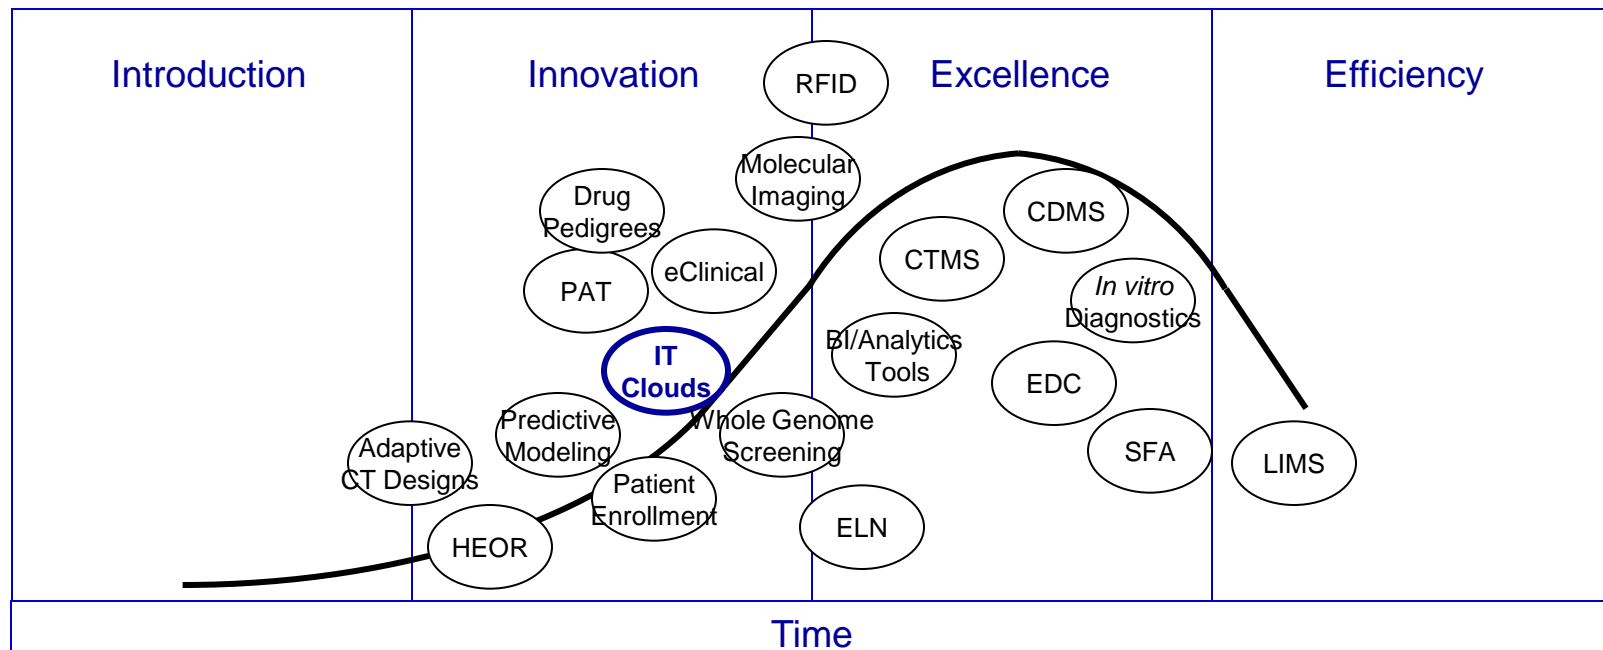 Introduction
Innovation
Excellence
Efficiency
RFID
Molecular
Imaging
Drug
Pedigrees
CDMS
eClinical
CTMS
PAT
In vitro
Diagnostics
IT
Clouds
BI/Analytics
Tools
EDC
Predictive
Modeling
Whole Genome
Screening
Adaptive
CT Designs
SFA
LIMS
Patient
Enrollment
ELN
HEOR
Time